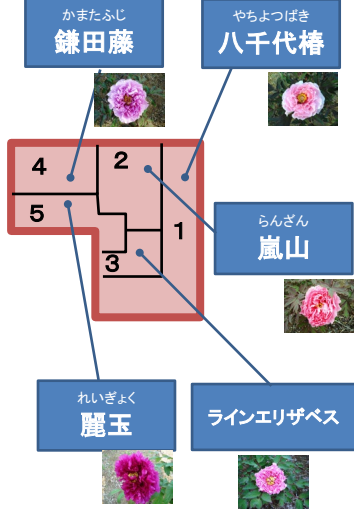 かまたふじ
鎌田藤
やちょつばき
八千代椿
4
2
5
1
3
らんざん
嵐山
れいぎょく
麗玉
ラインエリザベス